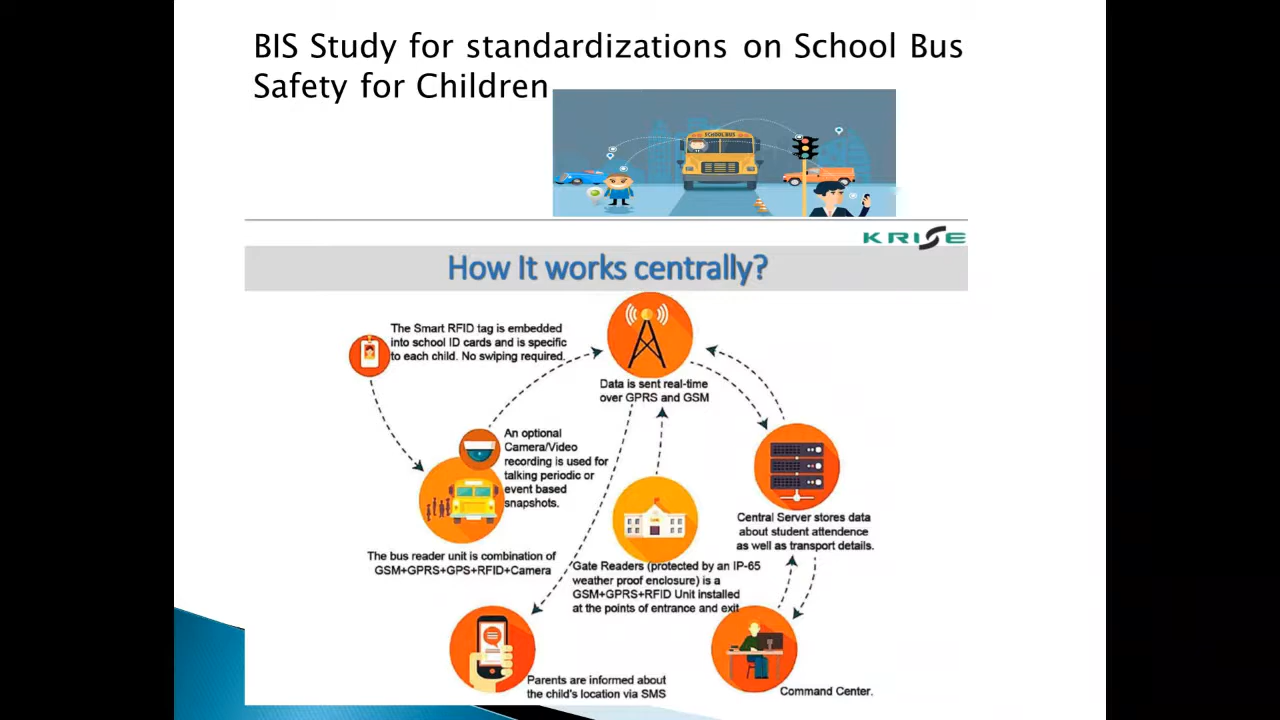 BIS Study for standardizations on School Bus
Safety for Children
SCHOOL BUS
KRISE
How It works centrally?
The Smart RFID tag is embedded
into school ID cards and is specific
to each child. No swiping required.
Data is sent real-time
over GPRS and GSM
An optional
Camera/Video
recording is used for
talking periodic or
event based
snapshots.
The bus reader unit is combination of
GSM+GPRS+GPS+RFID+Camera
Gate Readers (protected by an IP-65
weather proof enclosure) is a
GSM+GPRS+RFID Unit installed
at the points of entrance and exit
Central Server stores data
about student attendence
as well as transport details.
Parents are informed about
the child's location via SMS
Command Center.